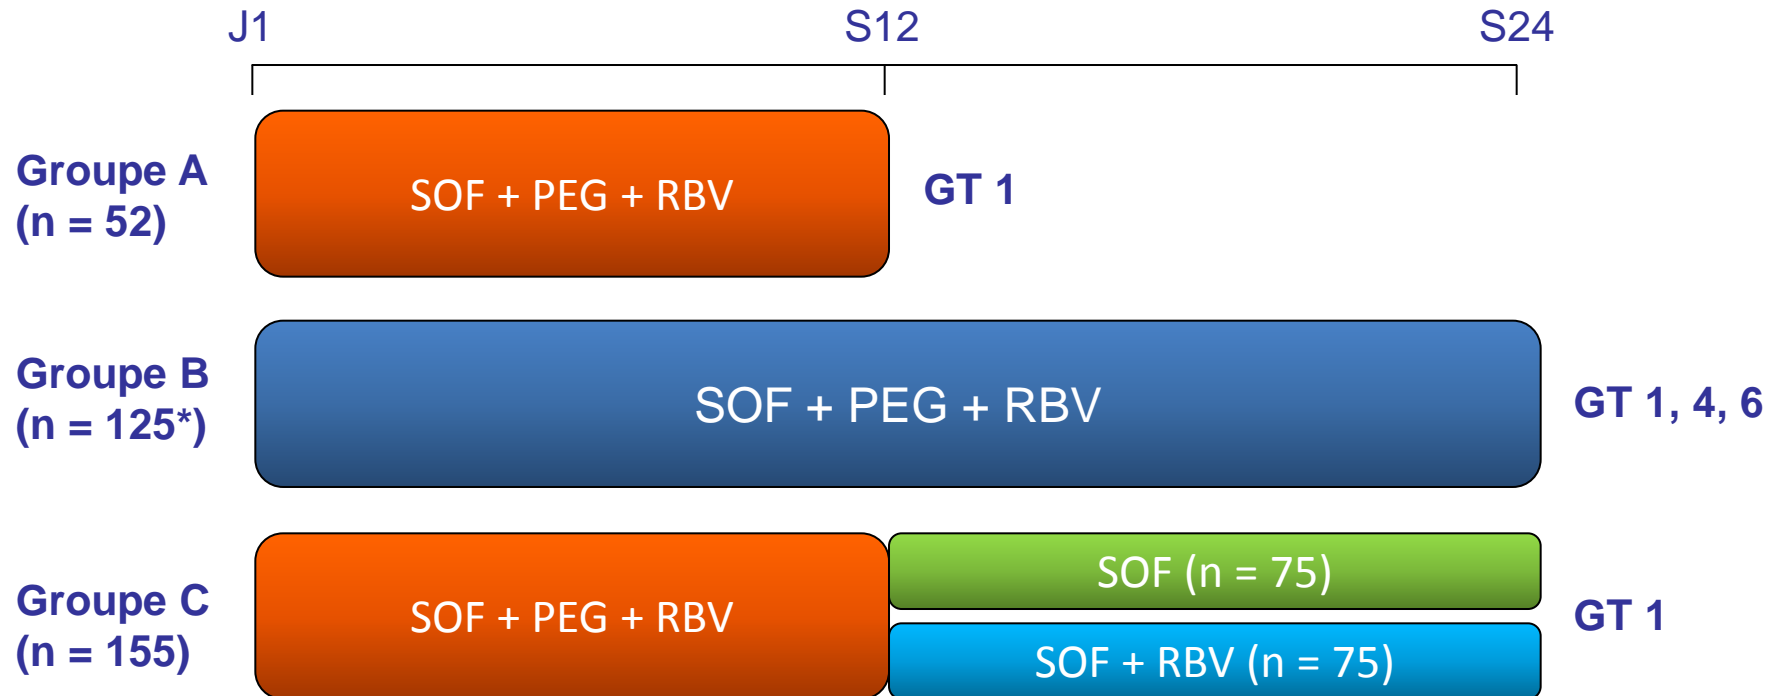 J1 S12 S24
Groupe A
(n = 52)
SOF + PEG + RBV
GT 1
Groupe B
(n = 125*)
SOF + PEG + RBV
GT 1, 4, 6
Groupe C
(n = 155)
SOF + PEG + RBV
SOF (n = 75)
SOF + RBV (n = 75)
GT 1